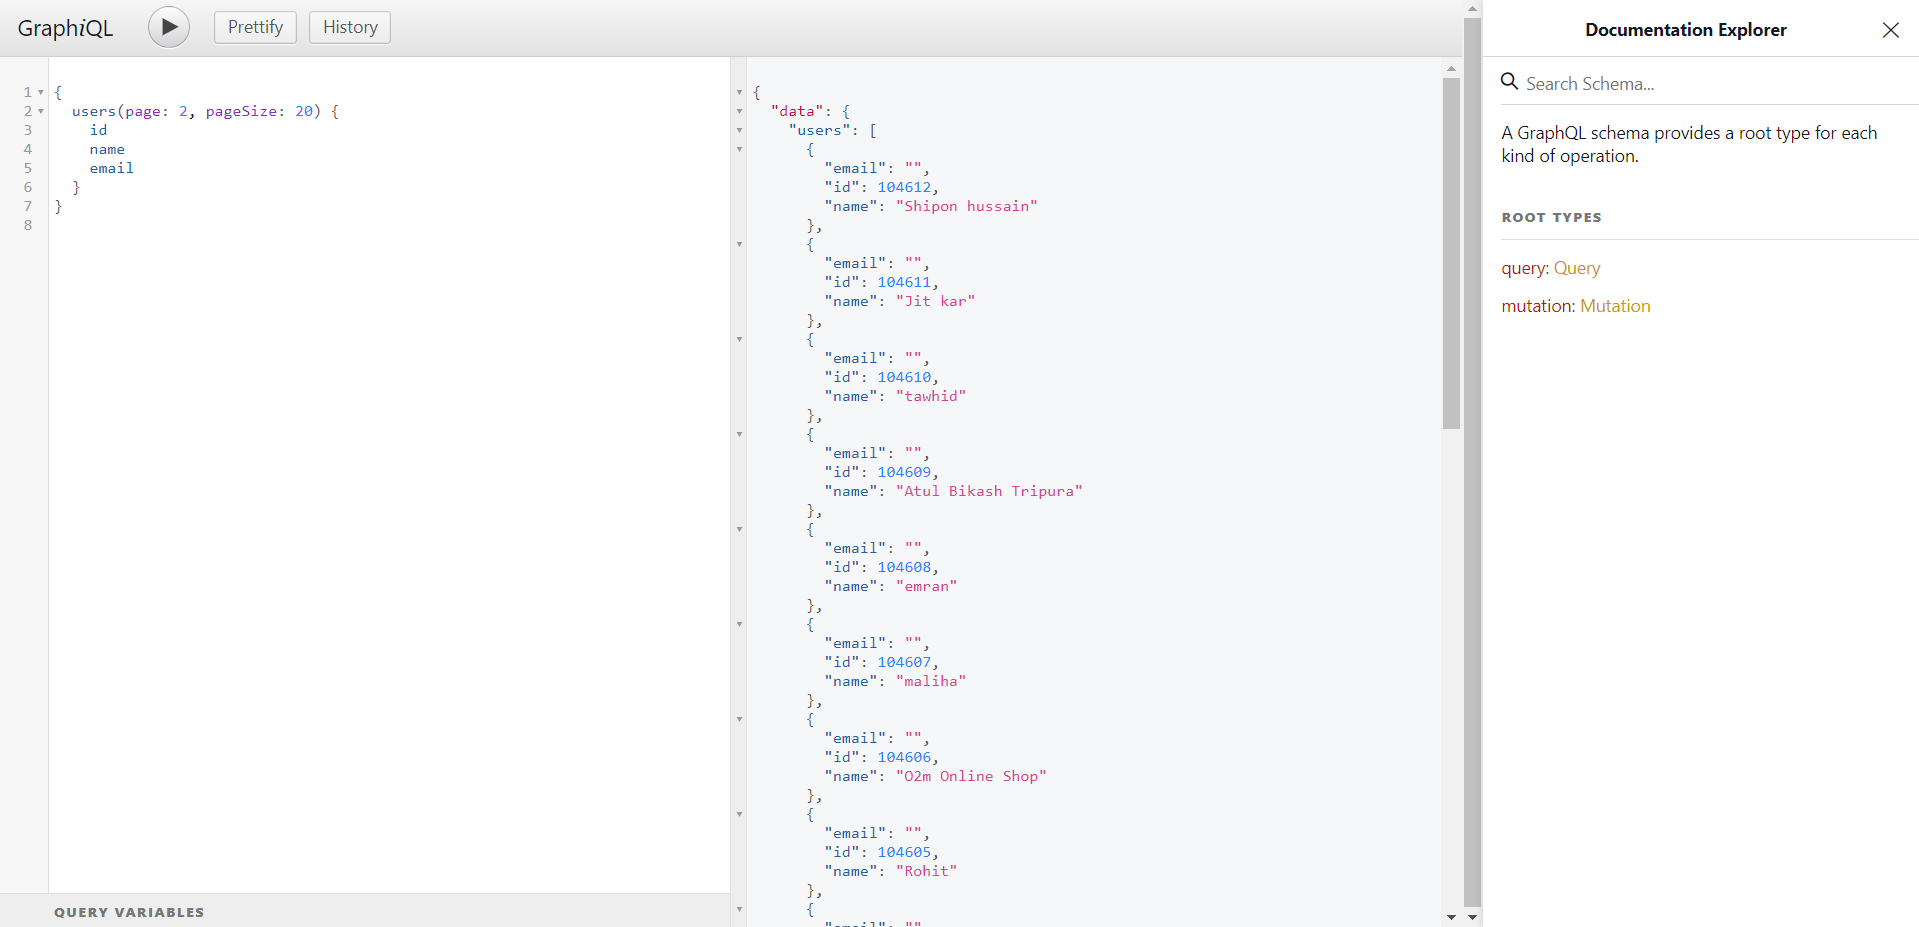 GraphiQL
Prettify
History
1 {
2 users(page: 2, pageSize: 20) {
3 id
4 name
5 email
6 }
7 }
8
QUERY VARIABLES
{
"data": {
"users": [
{
"email": "",
"id": 104612,
"name": "Shipon hussain"
},
{
"email": "",
"id": 104611,
"name": "Jit kar"
},
{
"email": "",
"id": 104610,
"name": "tawhid"
},
{
"email": "",
"id": 104609,
"name": "Atul Bikash Tripura"
},
{
"email": "",
"id": 104608,
"name": "emran"
},
{
"email": "",
"id": 104607,
"name": "maliha"
},
{
"email": "",
"id": 104606,
"name": "O2m Online Shop"
},
{
"email": "",
"id": 104605,
"name": "Rohit"
},
{
Documentation Explorer
Search Schema...
A GraphQL schema provides a root type for each
kind of operation.
ROOT TYPES
query: Query
mutation: Mutation